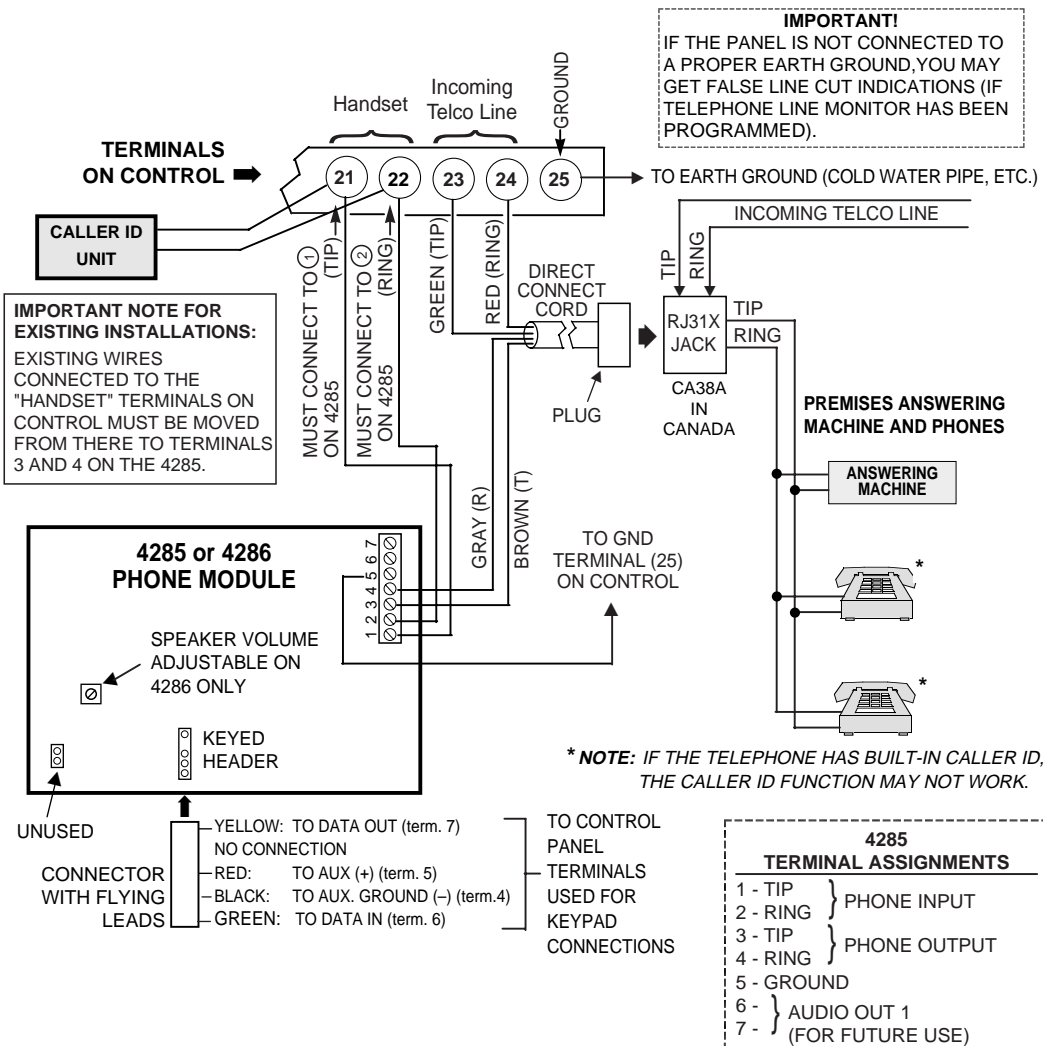 IMPORTANT!
IF THE PANEL IS NOT CONNECTED TO
A PROPER EARTH GROUND,YOU MAY
GET FALSE LINE CUT INDICATIONS (IF
TELEPHONE LINE MONITOR HAS BEEN
PROGRAMMED).
Handset
Incoming
Telco Line
GROUND
TERMINALS
ON CONTROL
21
22
23
24
25
TO EARTH GROUND (COLD WATER PIPE, ETC.)
CALLER ID
UNIT
INCOMING TELCO LINE
TIP
RING
MUST CONNECT TO 1
(TIP)
ON 4285
MUST CONNECT TO 2
(RING)
ON 4285
GREEN (TIP)
RED (RING)
DIRECT
CONNECT
CORD
PLUG
RJ31X
JACK
TIP
RING
CA38A
IN
CANADA
IMPORTANT NOTE FOR
EXISTING INSTALLATIONS:
EXISTING WIRES
CONNECTED TO THE
"HANDSET" TERMINALS ON
CONTROL MUST BE MOVED
FROM THERE TO TERMINALS
3 AND 4 ON THE 4285.
PREMISES ANSWERING
MACHINE AND PHONES
ANSWERING
MACHINE
GRAY (R)
BROWN (T)
TO GND
TERMINAL (25)
ON CONTROL
4285 or 4286
PHONE MODULE
1 2 3 4 5 6 7
SPEAKER VOLUME
ADJUSTABLE ON
4286 ONLY
KEYED
HEADER
UNUSED
*
*
* NOTE: IF THE TELEPHONE HAS BUILT-IN CALLER ID,
THE CALLER ID FUNCTION MAY NOT WORK.
CONNECTOR
WITH FLYING
LEADS
YELLOW: TO DATA OUT (term. 7)
NO CONNECTION
RED: TO AUX (+) (term. 5)
BLACK: TO AUX. GROUND (–) (term.4)
GREEN: TO DATA IN (term. 6)
TO CONTROL
PANEL
TERMINALS
USED FOR
KEYPAD
CONNECTIONS
4285
TERMINAL ASSIGNMENTS
1 - TIP
2 - RING
PHONE INPUT
3 - TIP
4 - RING
PHONE OUTPUT
5 - GROUND
6 -
7 -
AUDIO OUT 1
(FOR FUTURE USE)